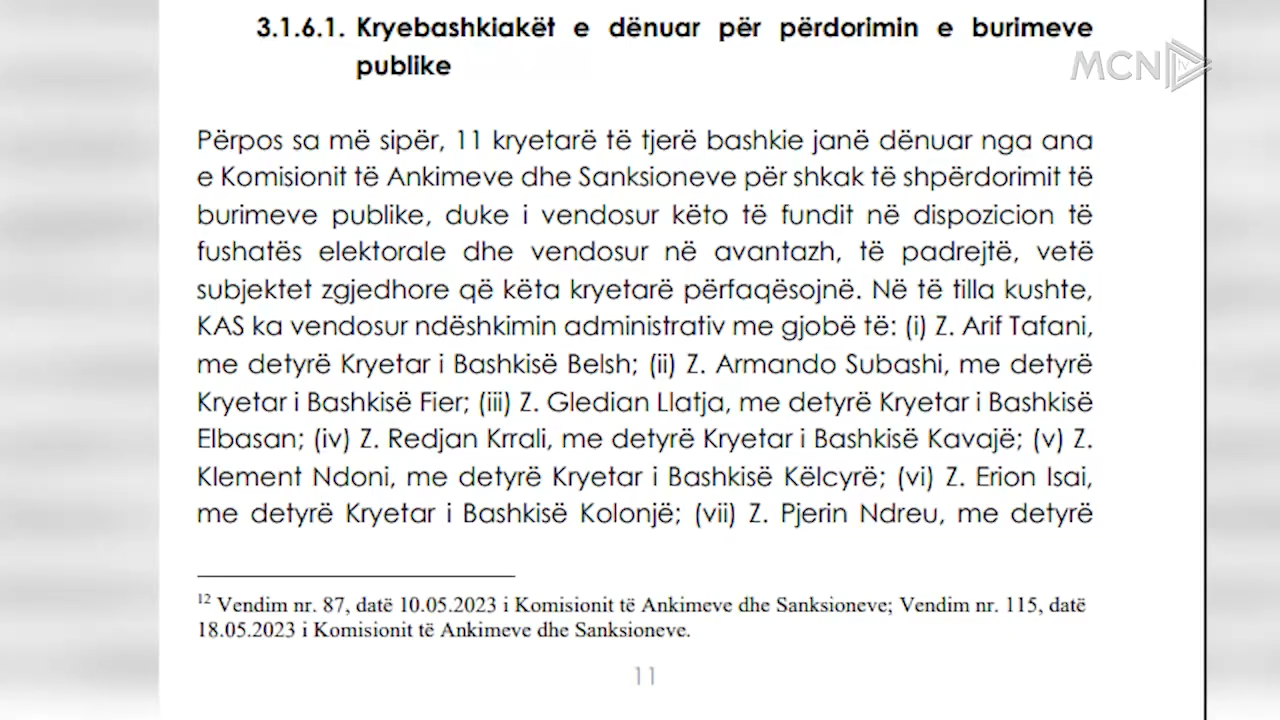 3.1.6.1. Kryebashkiakët e dënuar për përdorimin e burimeve
publike
MCN TV
Përpos sa më sipër, 11 kryetarë të tjerë bashkie janë dënuar nga ana
e Komisionit të Ankimeve dhe Sanksioneve për shkak të shpërdorimit të
burimeve publike, duke i vendosur këto të fundit në dispozicion të
fushatës elektorale dhe vendosur në avantazh, të padrejtë, vetë
subjektet zgjedhore që këta kryetarë përfaqësojnë. Në të tilla kushte,
KAS ka vendosur ndëshkimin administrativ me gjobë të: (i) Z. Arif Tafani,
me detyrë Kryetar i Bashkisë Belsh; (ii) Z. Armando Subashi, me detyrë
Kryetar i Bashkisë Fier; (iii) Z. Gledian Llatja, me detyrë Kryetar i Bashkisë
Elbasan; (iv) Z. Redjan Krrali, me detyrë Kryetar i Bashkisë Kavajë; (v) Z.
Klement Ndoni, me detyrë Kryetar i Bashkisë Këlcyrë; (vi) Z. Erion Isai,
me detyrë Kryetar i Bashkisë Kolonjë; (vii) Z. Pjerin Ndreu, me detyrë
12 Vendim nr. 87, datë 10.05.2023 i Komisionit të Ankimeve dhe Sanksioneve; Vendim nr. 115, datë
18.05.2023 i Komisionit të Ankimeve dhe Sanksioneve.
11